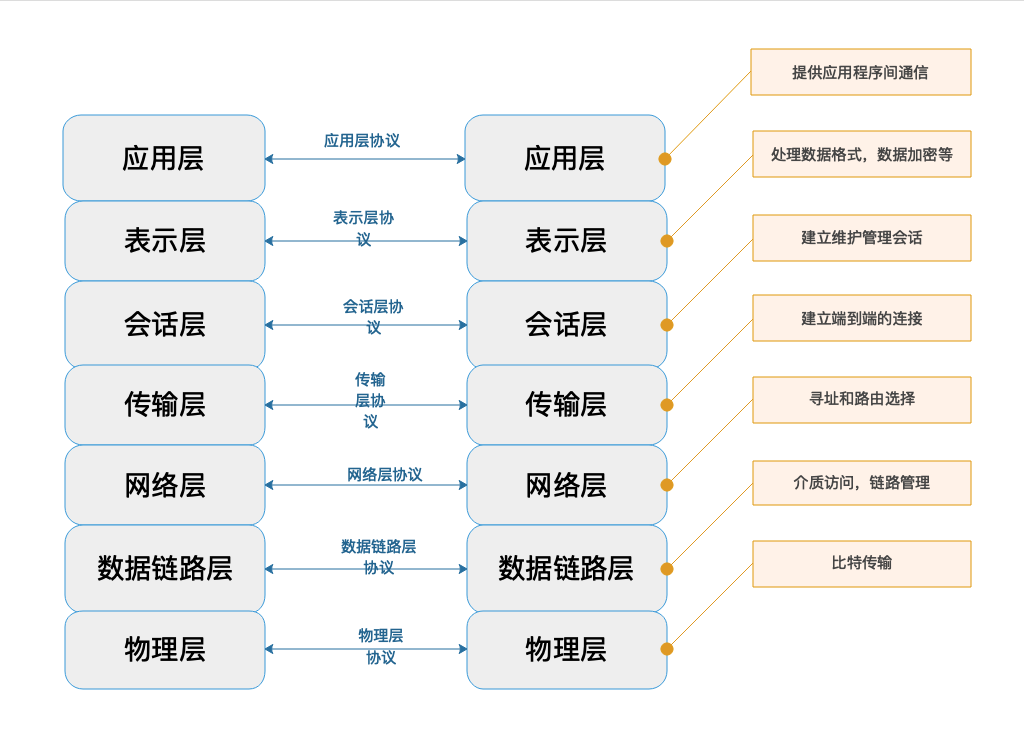 提供应用程序间通信
应用层
应用层协议
应用层
处理数据格式，数据加密等
表示层
表示层协
议
表示层
建立维护管理会话
会话层
会话层协
议
会话层
建立端到端的连接
传输层
传输
层协
议
传输层
寻址和路由选择
网络层
网络层协议
网络层
介质访问，链路管理
数据链路层
数据链路层
协议
数据链路层
比特传输
物理层
物理层
协议
物理层